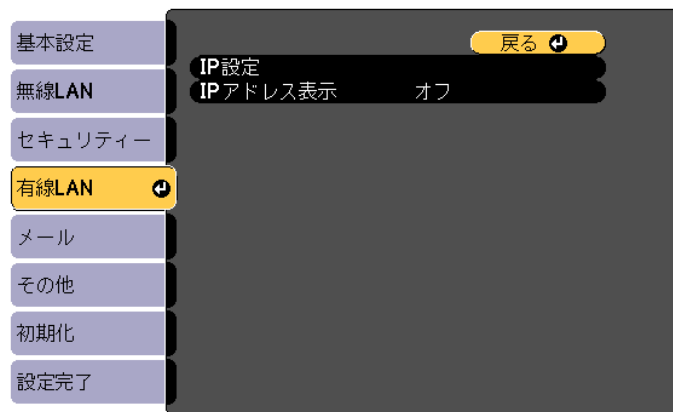 基本設定
無線LAN
セキュリティー
有線LAN
メール
その他
初期化
設定完了
戻る
IP設定
IPアドレス表示 オフ